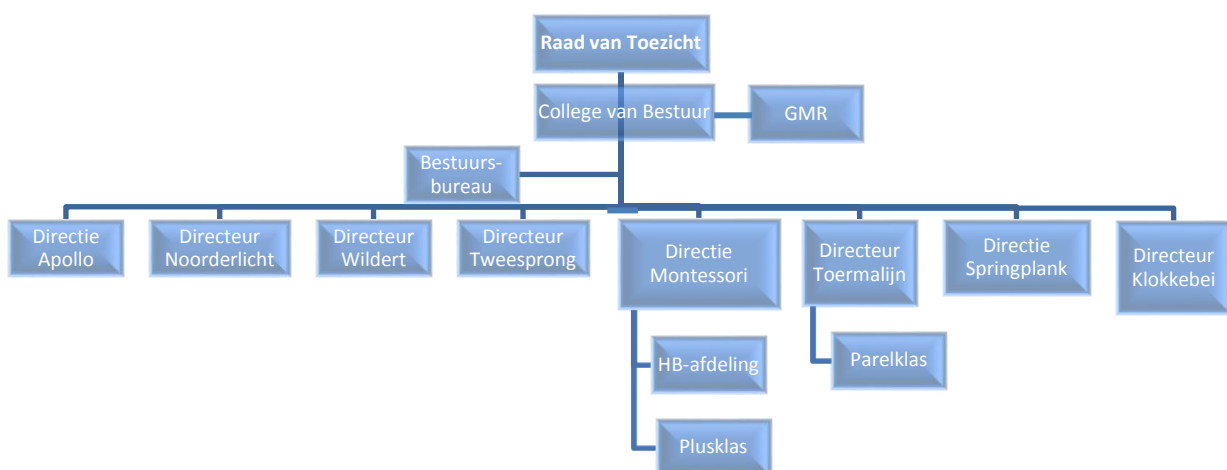 Raad van Toezicht
College van Bestuur
GMR
Bestuurs-
bureau
Directie
Apollo
Directeur
Noorderlicht
Directeur
Wildert
Directeur
Tweesprong
Directie
Montessori
Directeur
Toermalijn
Directie
Springplank
Directeur
Klokkebei
HB-afdeling
Parelklas
Plusklas